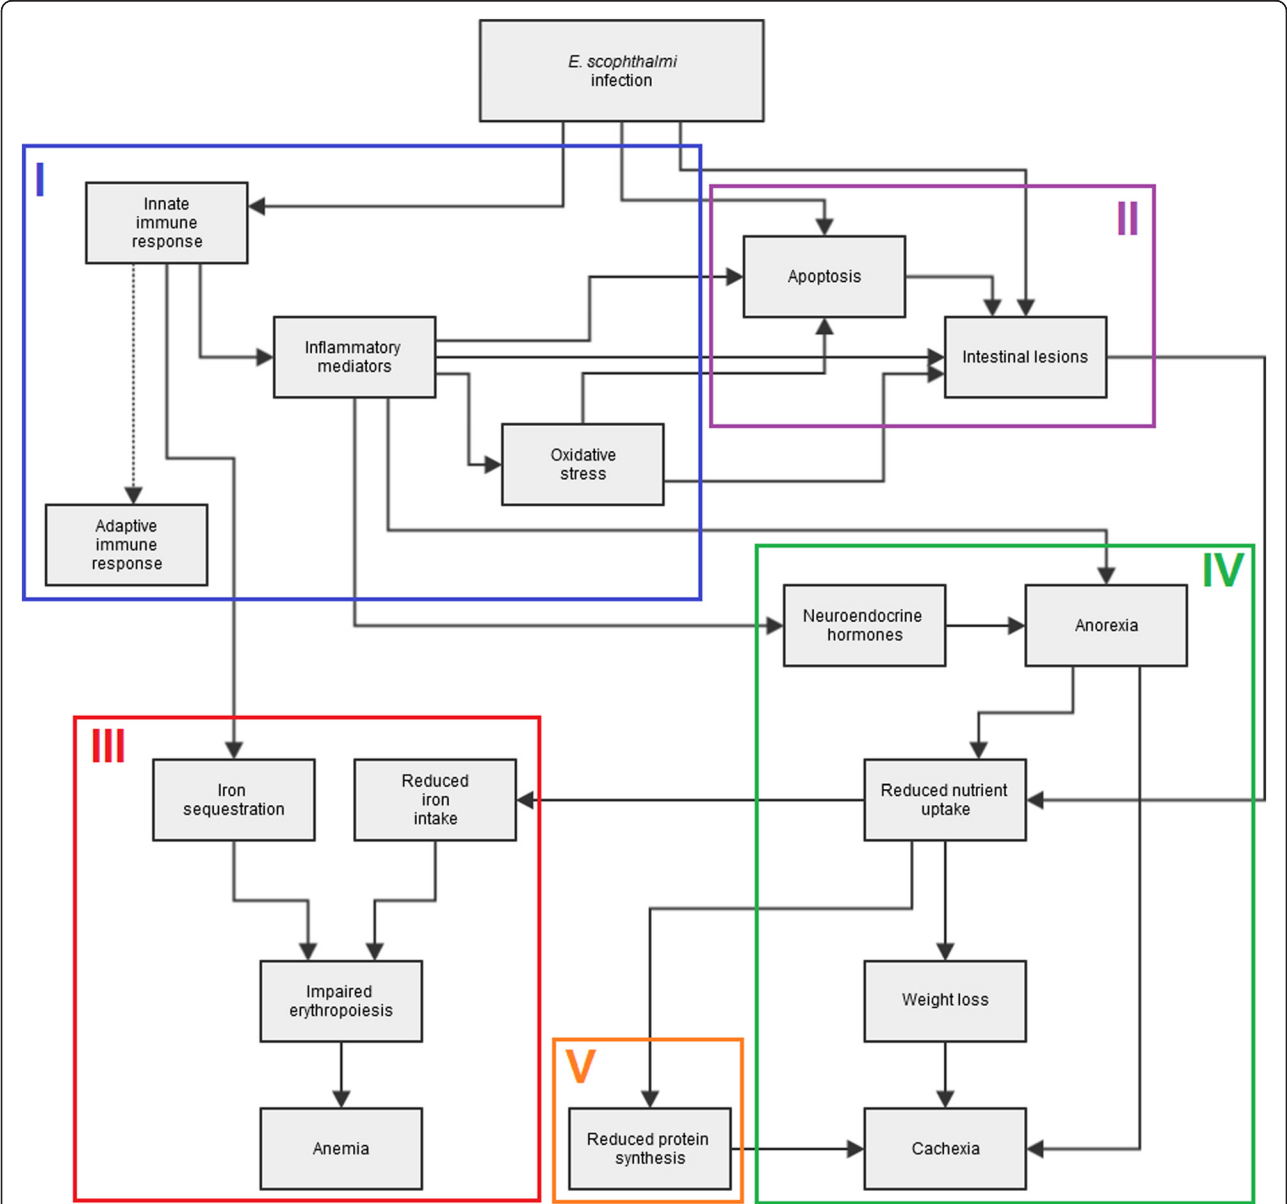 E. scophthalmi
infection
I
Innate
immune
response
II
Apoptosis
Inflammatory
mediators
Intestinal lesions
Oxidative
stress
Adaptive
immune
response
IV
Neuroendocrine
hormones
Anorexia
III
Iron
sequestration
Reduced
iron
intake
Reduced nutrient
uptake
Impaired
erythropoiesis
Weight loss
V
Anemia
Reduced protein
synthesis
Cachexia